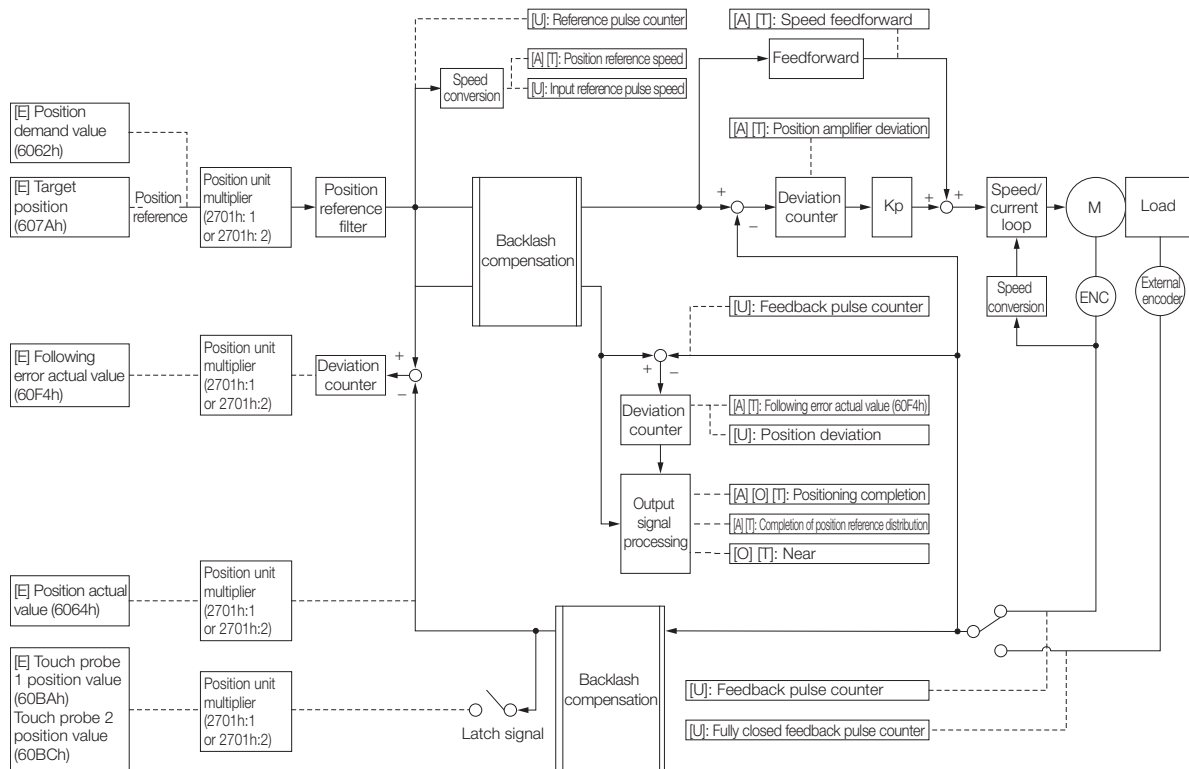 [U]: Reference pulse counter
[A] [T]: Speed feedforward
Feedforward
[A] [T]: Position reference speed
Speed
conversion
[U]: Input reference pulse speed
[E] Position
demand value
(6062h)
[A] [T]: Position amplifier deviation
[E] Target
position
(607Ah)
Position
reference
Position unit
multiplier
(2701h: 1
or 2701h: 2)
Position
reference
filter
Backlash
compensation
+
−
Deviation
counter
Kp
+
+
Speed/
current
loop
M
Load
Speed
conversion
ENC
External
encoder
[U]: Feedback pulse counter
[E] Following
error actual value
(60F4h)
Position unit
multiplier
(2701h:1
or 2701h:2)
Deviation
counter
+
−
+
−
Deviation
counter
[A] [T]: Following error actual value (60F4h)
[U]: Position deviation
Output
signal
processing
[A] [O] [T]: Positioning completion
[A] [T]: Completion of position reference distribution
[O] [T]: Near
[E] Position actual
value (6064h)
Position unit
multiplier
(2701h:1
or 2701h:2)
[E] Touch probe
1 position value
(60BAh)
Touch probe 2
position value
(60BCh)
Position unit
multiplier
(2701h:1
or 2701h:2)
Latch signal
Backlash
compensation
[U]: Feedback pulse counter
[U]: Fully closed feedback pulse counter